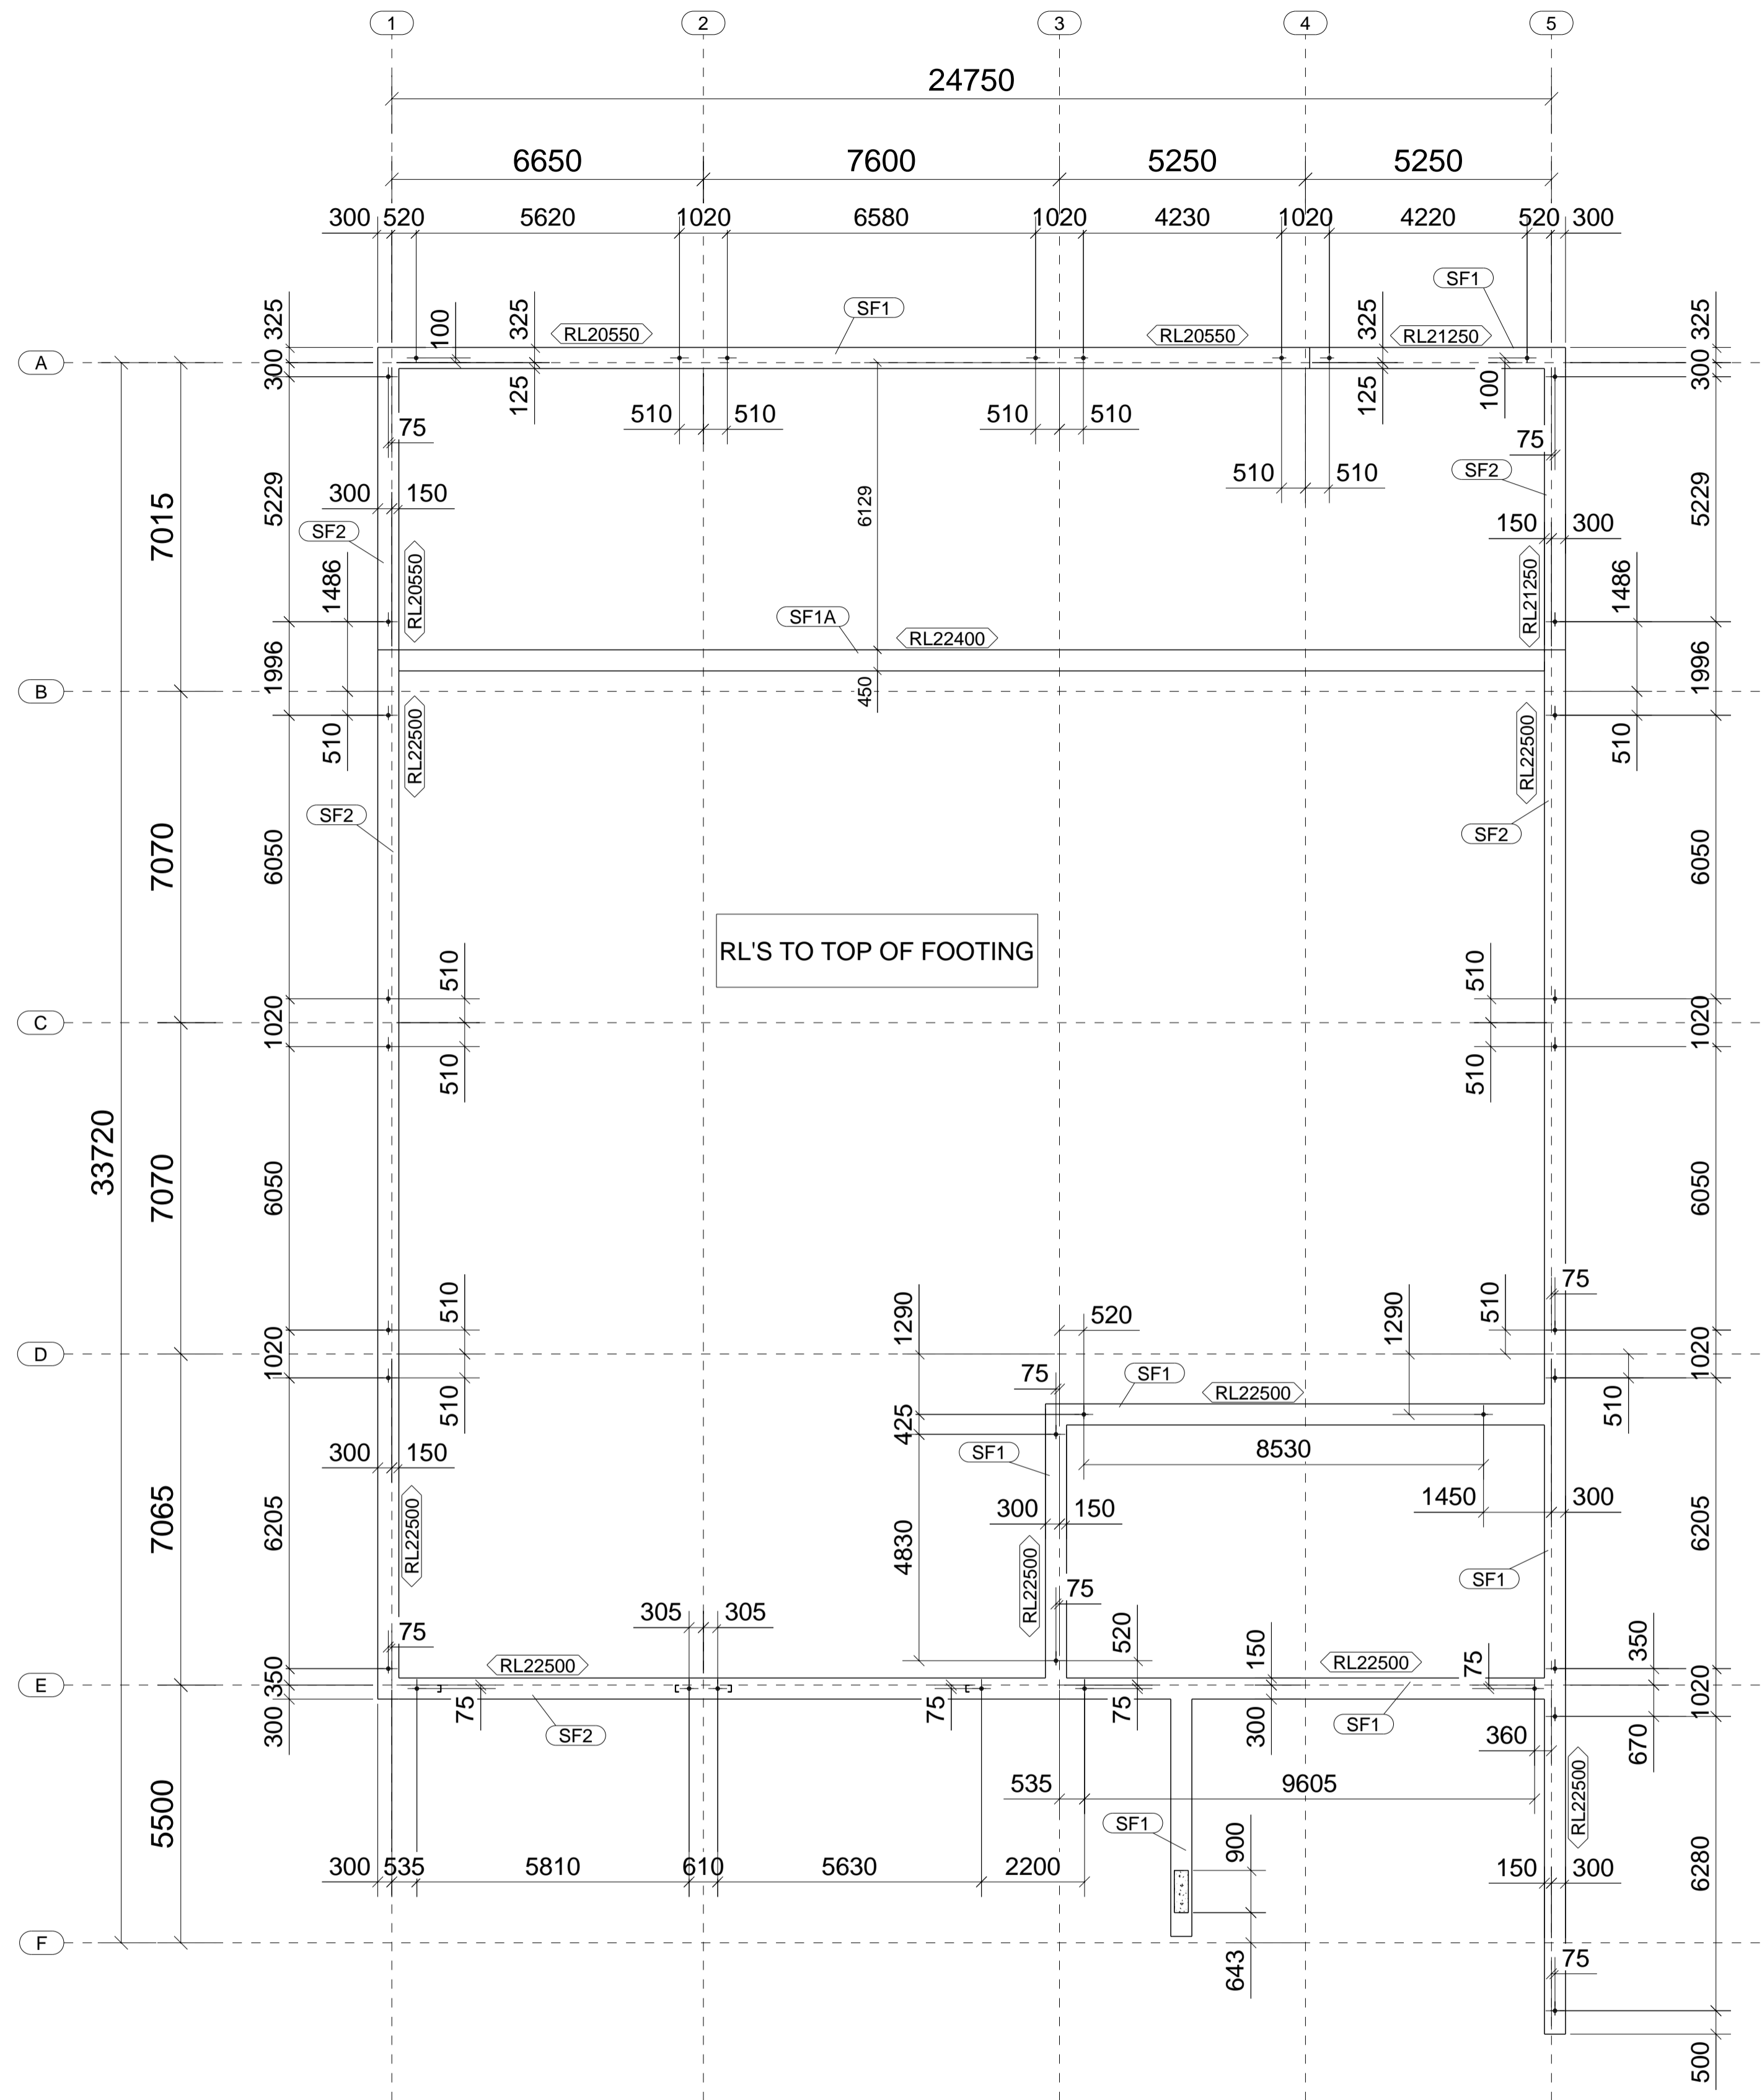 1 2 3 4 5
24750
6650 7600 5250 5250
300 520 5620 1020 6580 1020 4230 1020 4220 520 300
SF1
SF1
325 100 325 RL20550 RL20550 325 RL21250 325
A
300 125 125 100 300
510 510 510 510
75 75
510 510
SF2
5229 7015 300 150 6129 150 300 5229
SF2
1486 RL20550 RL21250 1486
SF1A RL22400
1996 1996
B
450
510 RL22500 RL22500 510
SF2 SF2
7070 6050 6050
RL'S TO TOP OF FOOTING
510 510
C
1020 1020
510 510
33720
7070 6050 6050
510 1290 520 1290 510 75
D
1020 1020
75 SF1 RL22500
510 425 510
300 150 SF1 8530
7065 6205 RL22500 4830 300 150 1450 300 6205
RL22500 SF1
75
305 305
75 520 150 350
RL22500 RL22500 75
E
350 1020
300 75 SF2 75 75 300 SF1 670
360
5500 535 9605 RL22500
SF1 900
300 535 5810 610 5630 2200 150 300 6280
F
643 75
500